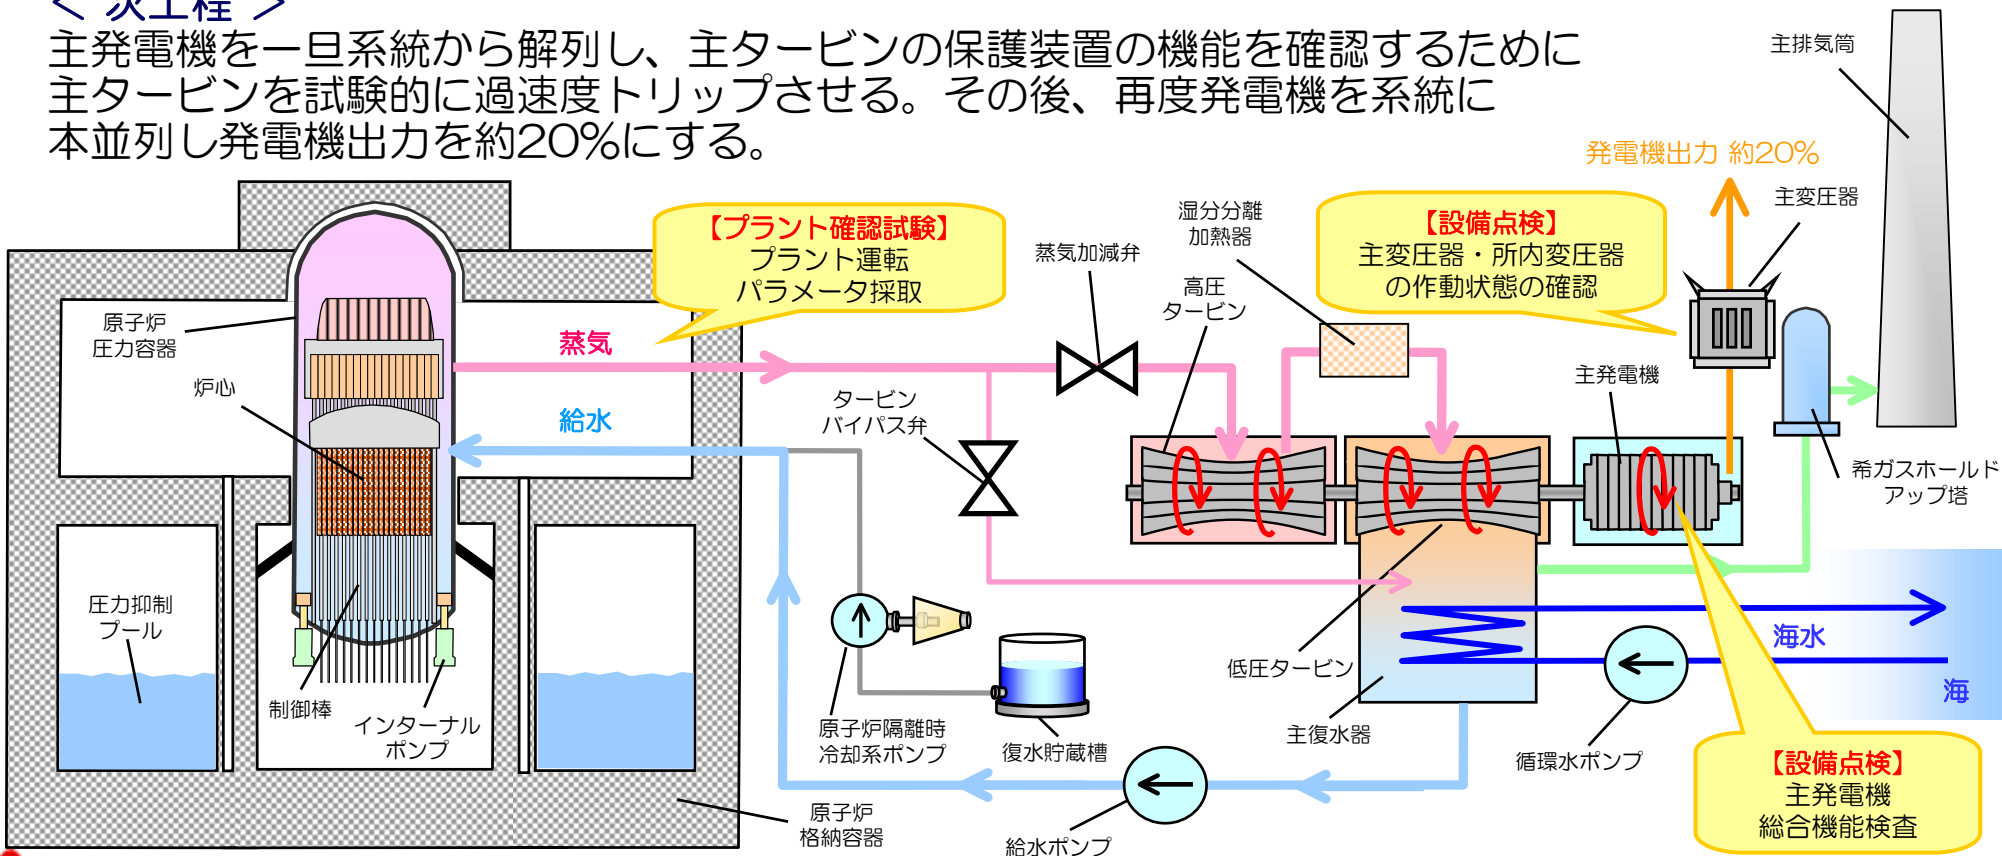 ＜ 次工程 ＞
主発電機を一旦系統から解列し、主タービンの保護装置の機能を確認するために
主タービンを試験的に過速度トリップさせる。その後、再度発電機を系統に
本並列し発電機出力を約20%にする。
主排気筒
発電機出力 約20%
主変圧器
【プラント確認試験】
プラント運転
パラメータ採取
湿分分離
加熱器
【設備点検】
主変圧器・所内変圧器
の作動状態の確認
蒸気加減弁
高圧
タービン
原子炉
圧力容器
蒸気
炉心
給水
タービン
バイパス弁
主発電機
希ガスホールド
アップ塔
圧力抑制
プール
制御棒
インターナル
ポンプ
原子炉隔離時
冷却系ポンプ
復水貯蔵槽
低圧タービン
主復水器
海水
海
循環水ポンプ
【設備点検】
主発電機
総合機能検査
原子炉
格納容器
給水ポンプ